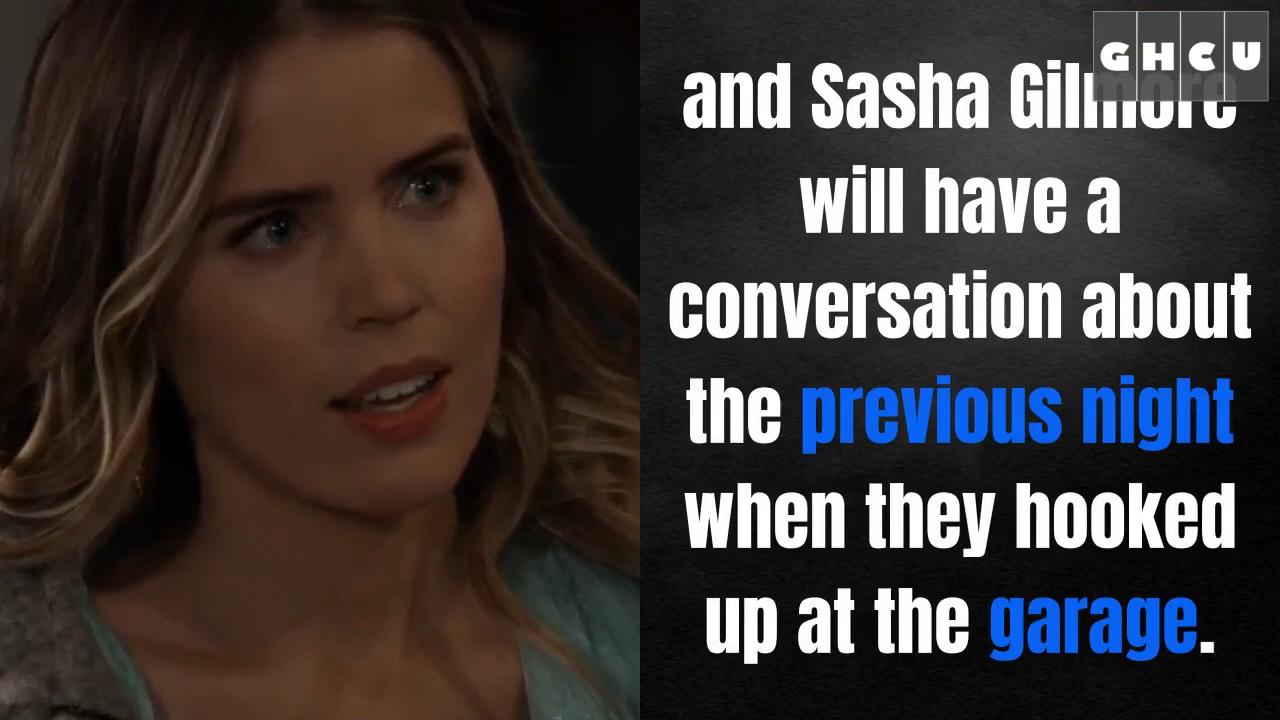 GHCU
and Sasha Gilmore
will have a
conversation about
the previous night
when they hooked
up at the garage.